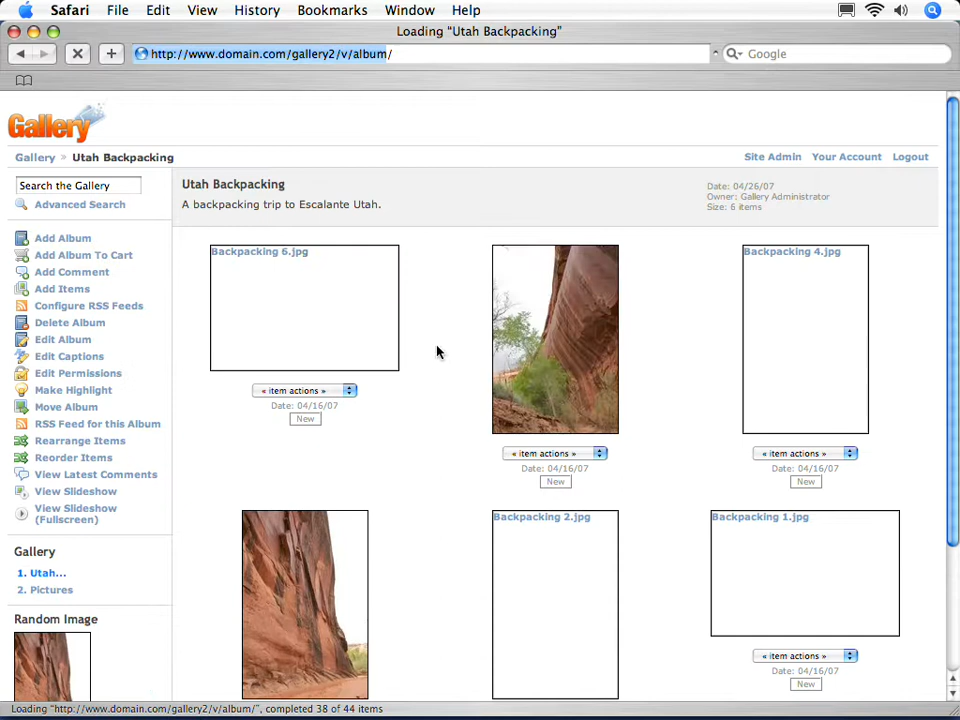 Safari File Edit View History Bookmarks Window Help
Loading “Utah Backpacking”
http://www.domain.com/gallery2/v/album/
Google
Gallery
Gallery » Utah Backpacking
Site Admin Your Account Logout
Search the Gallery
Advanced Search
Utah Backpacking
A backpacking trip to Escalante Utah.
Date: 04/26/07
Owner: Gallery Administrator
Size: 6 items
Add Album
Add Album To Cart
Add Comment
Add Items
Configure RSS Feeds
Delete Album
Edit Album
Edit Captions
Edit Permissions
Make Highlight
Move Album
RSS Feed for this Album
Rearrange Items
Reorder Items
View Latest Comments
View Slideshow
View Slideshow
(Fullscreen)
Gallery
1. Utah...
2. Pictures
Random Image
Backpacking 6.jpg
« item actions »
Date: 04/16/07
New
« item actions »
Date: 04/16/07
New
Backpacking 4.jpg
« item actions »
Date: 04/16/07
New
Backpacking 2.jpg
Backpacking 1.jpg
« item actions »
Date: 04/16/07
New
Loading “http://www.domain.com/gallery2/v/album/”, completed 38 of 44 items